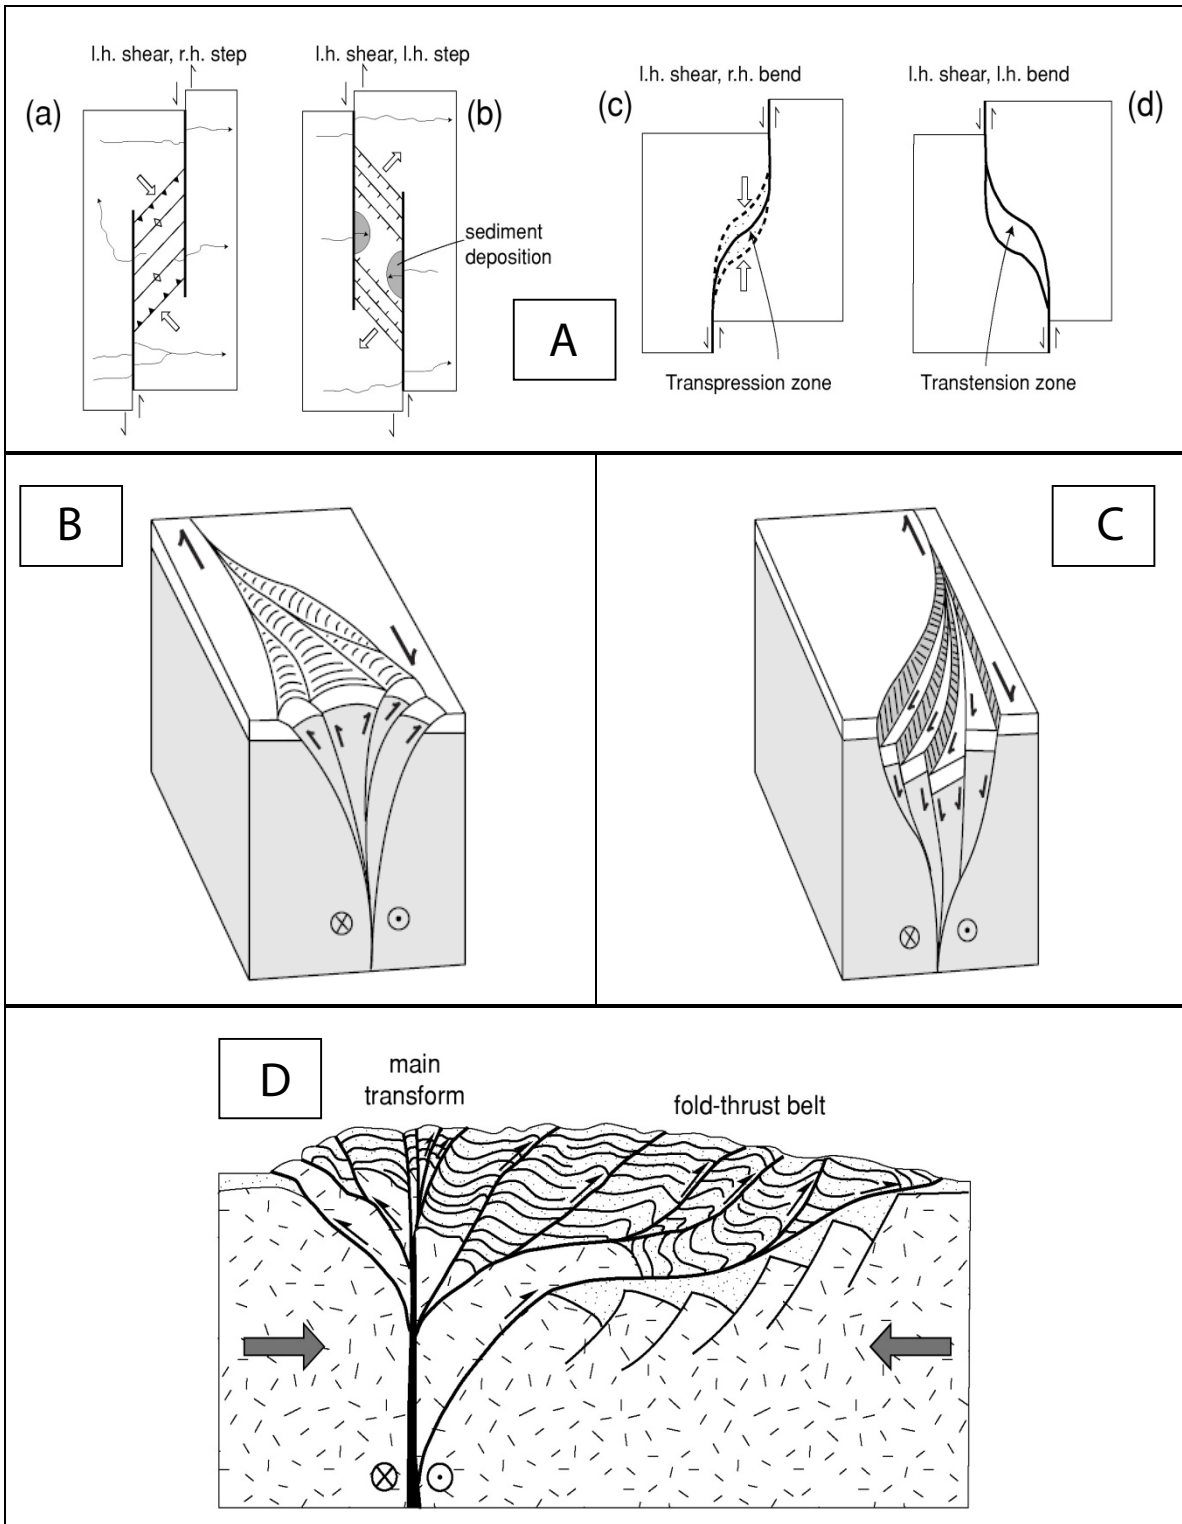 l.h. shear, r.h. step
l.h. shear, l.h. step
l.h. shear, r.h. bend
l.h. shear, l.h. bend
(a)
(b)
(c)
(d)
sediment
deposition
A
Transpression zone
Transtension zone
B
C
D
main
transform
fold-thrust belt